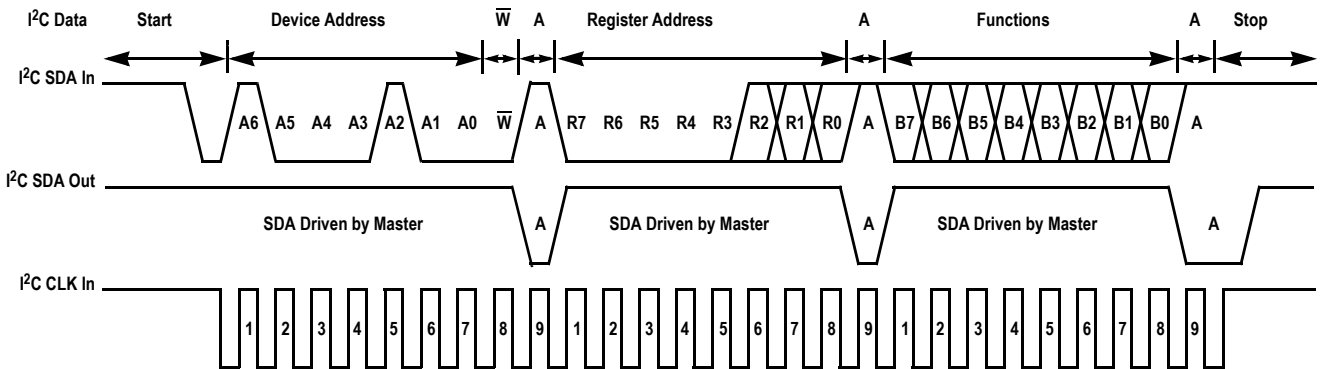 I²C Data Start Device Address W̅ A Register Address A Functions A Stop
I²C SDA In
A6 A5 A4 A3 A2 A1 A0 W̅ A R7 R6 R5 R4 R3 R2 R1 R0 A B7 B6 B5 B4 B3 B2 B1 B0 A
I²C SDA Out
SDA Driven by Master A SDA Driven by Master A SDA Driven by Master A
I²C CLK In
1 2 3 4 5 6 7 8 9 1 2 3 4 5 6 7 8 9 1 2 3 4 5 6 7 8 9